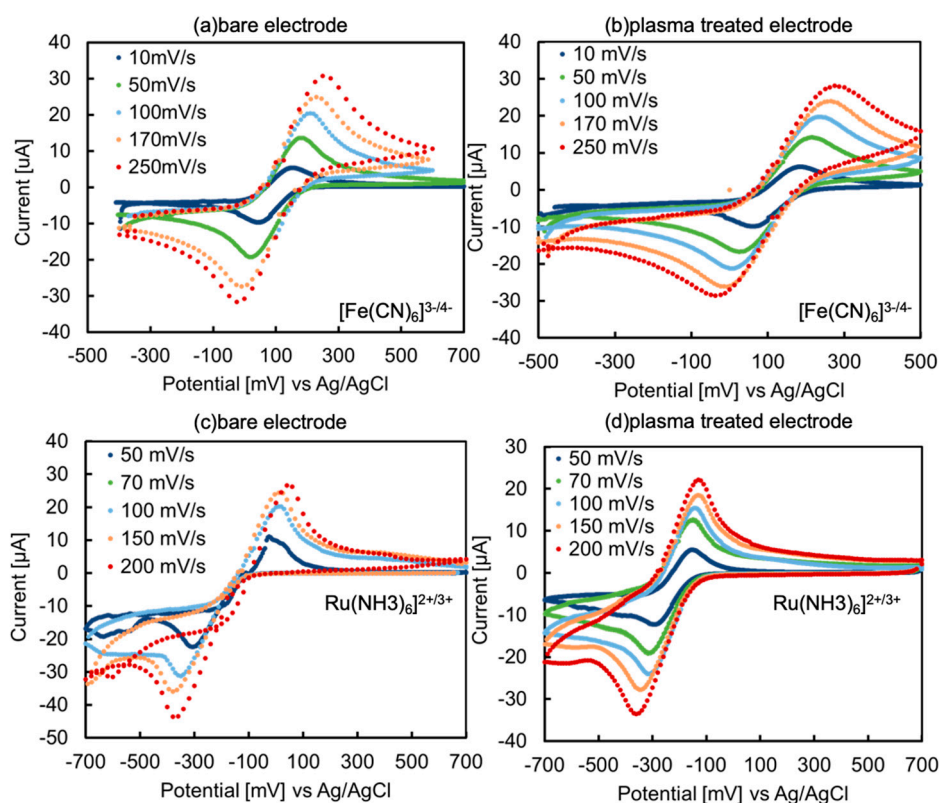 (a)bare electrode
40
30
20
10
0
-10
-20
-30
-40
Current [µA]
10mV/s
50mV/s
100mV/s
170mV/s
250mV/s
[Fe(CN)6]3-/4-
-500 -300 -100 100 300 500 700
Potential [mV] vs Ag/AgCl
(b)plasma treated electrode
40
30
20
10
0
-10
-20
-30
-40
Current [µA]
10 mV/s
50 mV/s
100 mV/s
170 mV/s
250 mV/s
[Fe(CN)6]3-/4-
-500 -300 -100 100 300 500
Potential [mV] vs Ag/AgCl
(c)bare electrode
40
30
20
10
0
-10
-20
-30
-40
-50
Current [µA]
50 mV/s
70 mV/s
100 mV/s
150 mV/s
200 mV/s
Ru(NH3)6]2+/3+
-700 -500 -300 -100 100 300 500 700
Potential [mV] vs Ag/AgCl
(d)plasma treated electrode
30
20
10
0
-10
-20
-30
-40
Current [µA]
50 mV/s
70 mV/s
100 mV/s
150 mV/s
200 mV/s
Ru(NH3)6]2+/3+
-700 -500 -300 -100 100 300 500 700
Potential [mV] vs Ag/AgCl